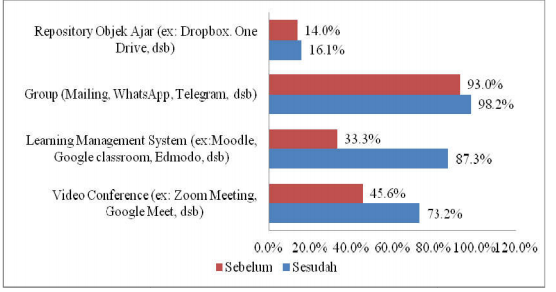 Repository Objek Ajar (ex: Dropbox. One
Drive, dsb)
14.0%
16.1%
Group (Mailing, WhatsApp, Telegram, dsb)
93.0%
98.2%
Learning Management System (ex:Moodle,
Google classroom, Edmodo, dsb)
33.3%
87.3%
Video Conference (ex: Zoom Meeting,
Google Meet, dsb)
45.6%
73.2%
0.0% 20.0% 40.0% 60.0% 80.0% 100.0% 120.0%
Sebelum Sesudah